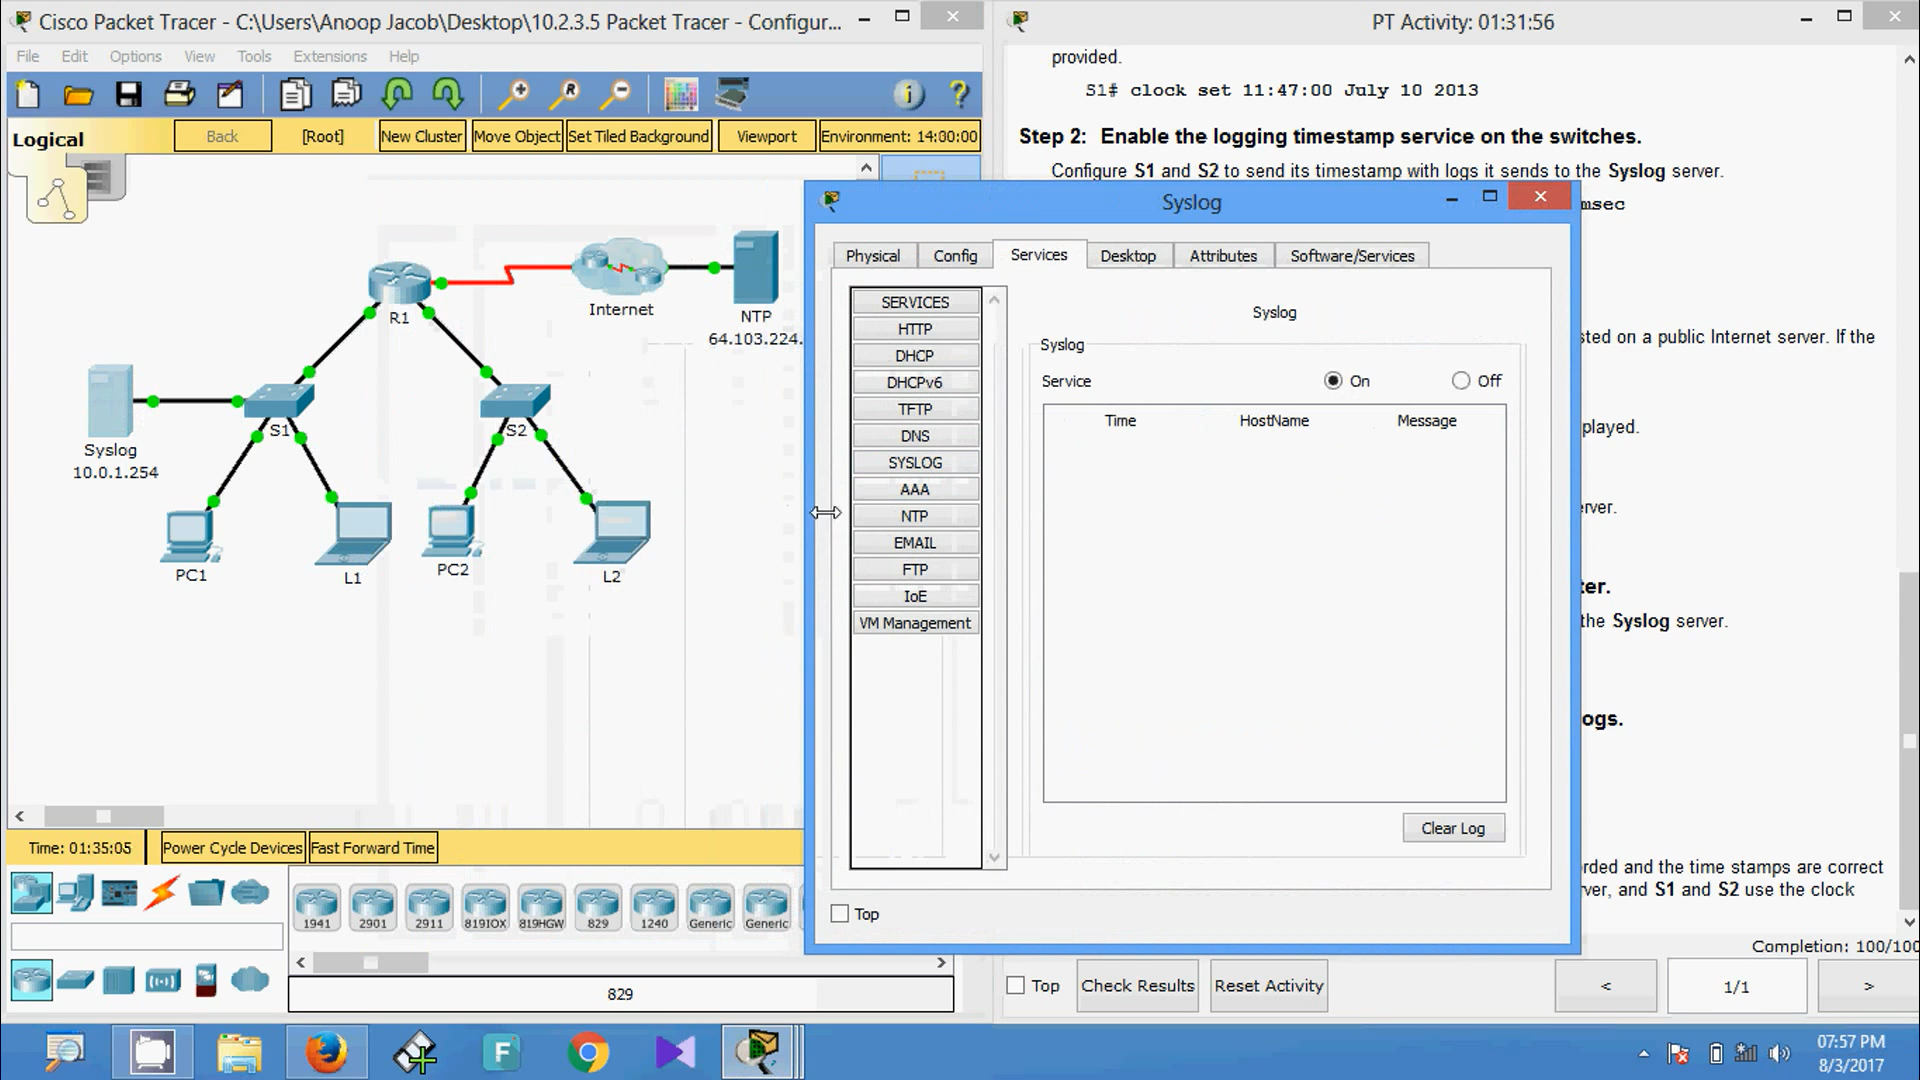 Cisco Packet Tracer - C:\Users\Anoop Jacob\Desktop\10.2.3.5 Packet Tracer - Configur...
File Edit Options View Tools Extensions Help
Logical
Back
[Root]
New Cluster
Move Object
Set Tiled Background
Viewport
Environment: 14:00:00
R1
Internet
NTP
64.103.224.
Syslog
10.0.1.254
S1
S2
PC1
L1
PC2
L2
Time: 01:35:05
Power Cycle Devices
Fast Forward Time
1941
2901
2911
819IOX
819HGW
829
1240
Generic
Generic
829
PT Activity: 01:31:56
provided.
S1# clock set 11:47:00 July 10 2013
Step 2: Enable the logging timestamp service on the switches.
Configure S1 and S2 to send its timestamp with logs it sends to the Syslog server.
msec
sted on a public Internet server. If the
played.
rver.
ter.
the Syslog server.
ogs.
rded and the time stamps are correct
rver, and S1 and S2 use the clock
Completion: 100/100
Top
Check Results
Reset Activity
<
1/1
>
Syslog
Physical
Config
Services
Desktop
Attributes
Software/Services
SERVICES
HTTP
DHCP
DHCPv6
TFTP
DNS
SYSLOG
AAA
NTP
EMAIL
FTP
IoE
VM Management
Syslog
Syslog
Service
On
Off
Time
HostName
Message
Clear Log
Top
07:57 PM
8/3/2017